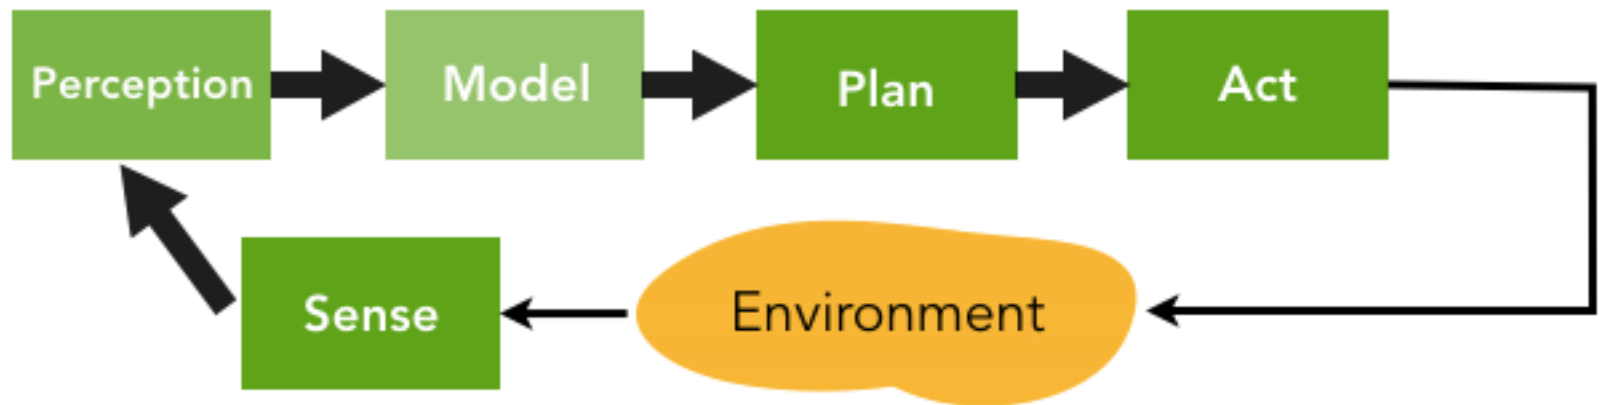 Perception
Model
Plan
Act
Sense
Environment